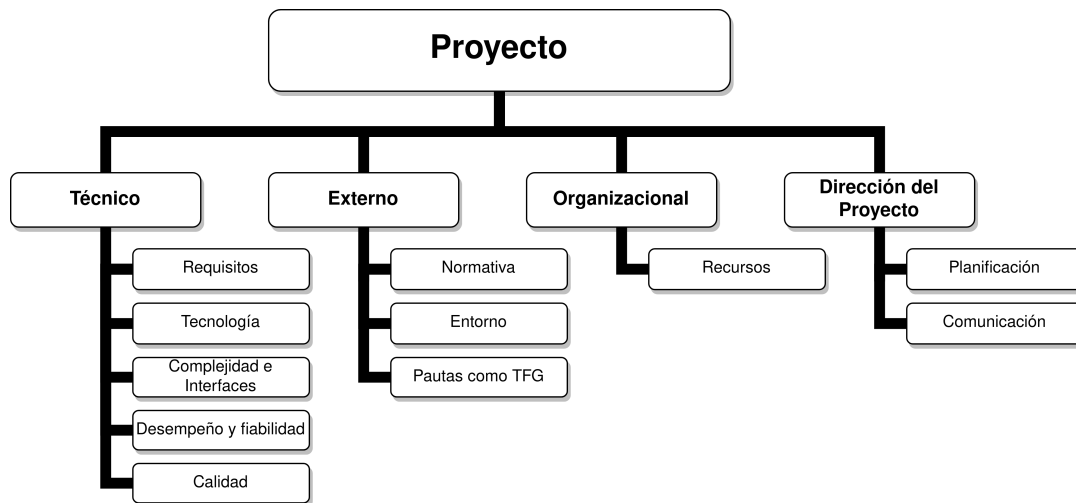 Proyecto
Técnico
Externo
Organizacional
Dirección del
Proyecto
Requisitos
Normativa
Recursos
Planificación
Tecnología
Entorno
Comunicación
Complejidad e
Interfaces
Pautas como TFG
Desempeño y fiabilidad
Calidad